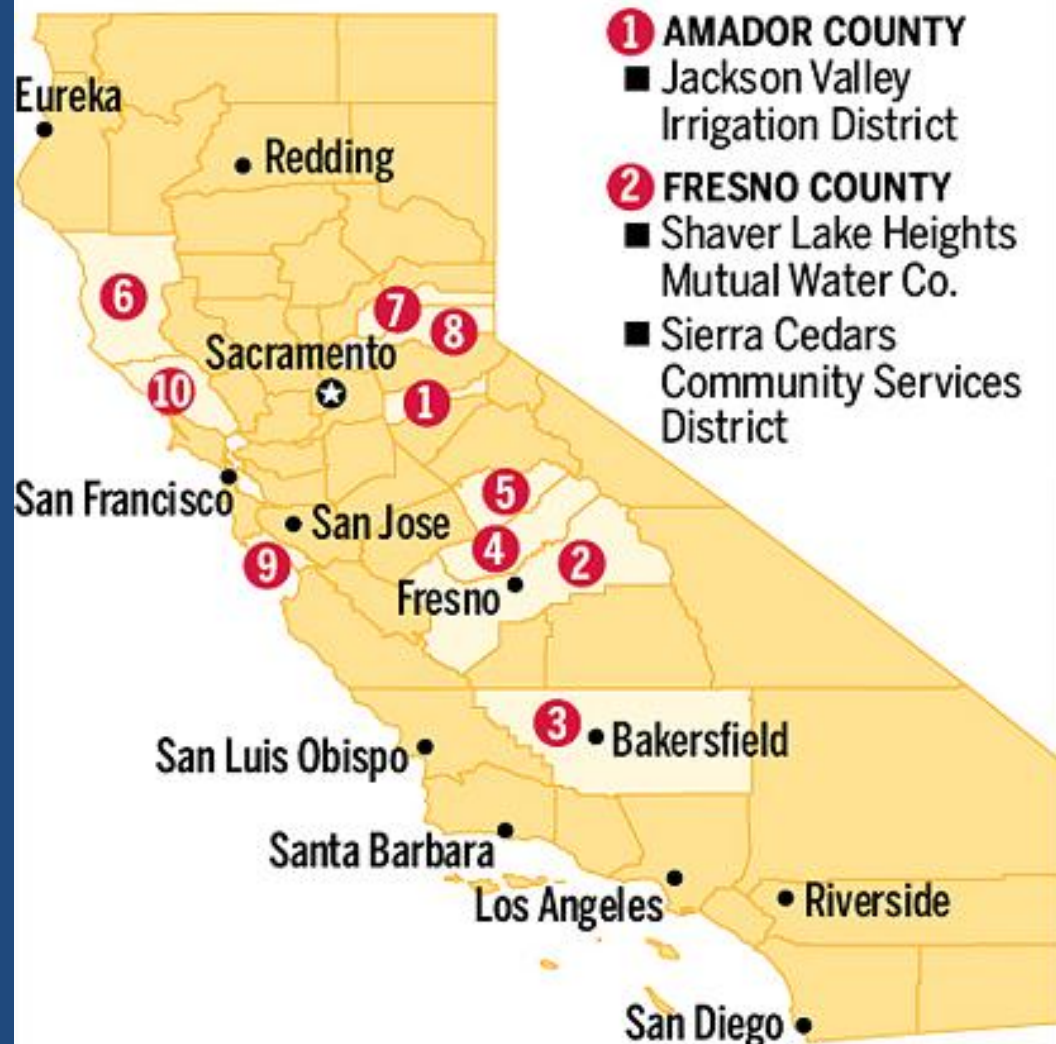 1 AMADOR COUNTY
■ Jackson Valley
Irrigation District
2 FRESNO COUNTY
■ Shaver Lake Heights
Mutual Water Co.
■ Sierra Cedars
Community Services
District
Eureka
Redding
6
7
8
Sacramento
10
1
San Francisco
5
San Jose
4
9
2
Fresno
3
Bakersfield
San Luis Obispo
Santa Barbara
Los Angeles
Riverside
San Diego